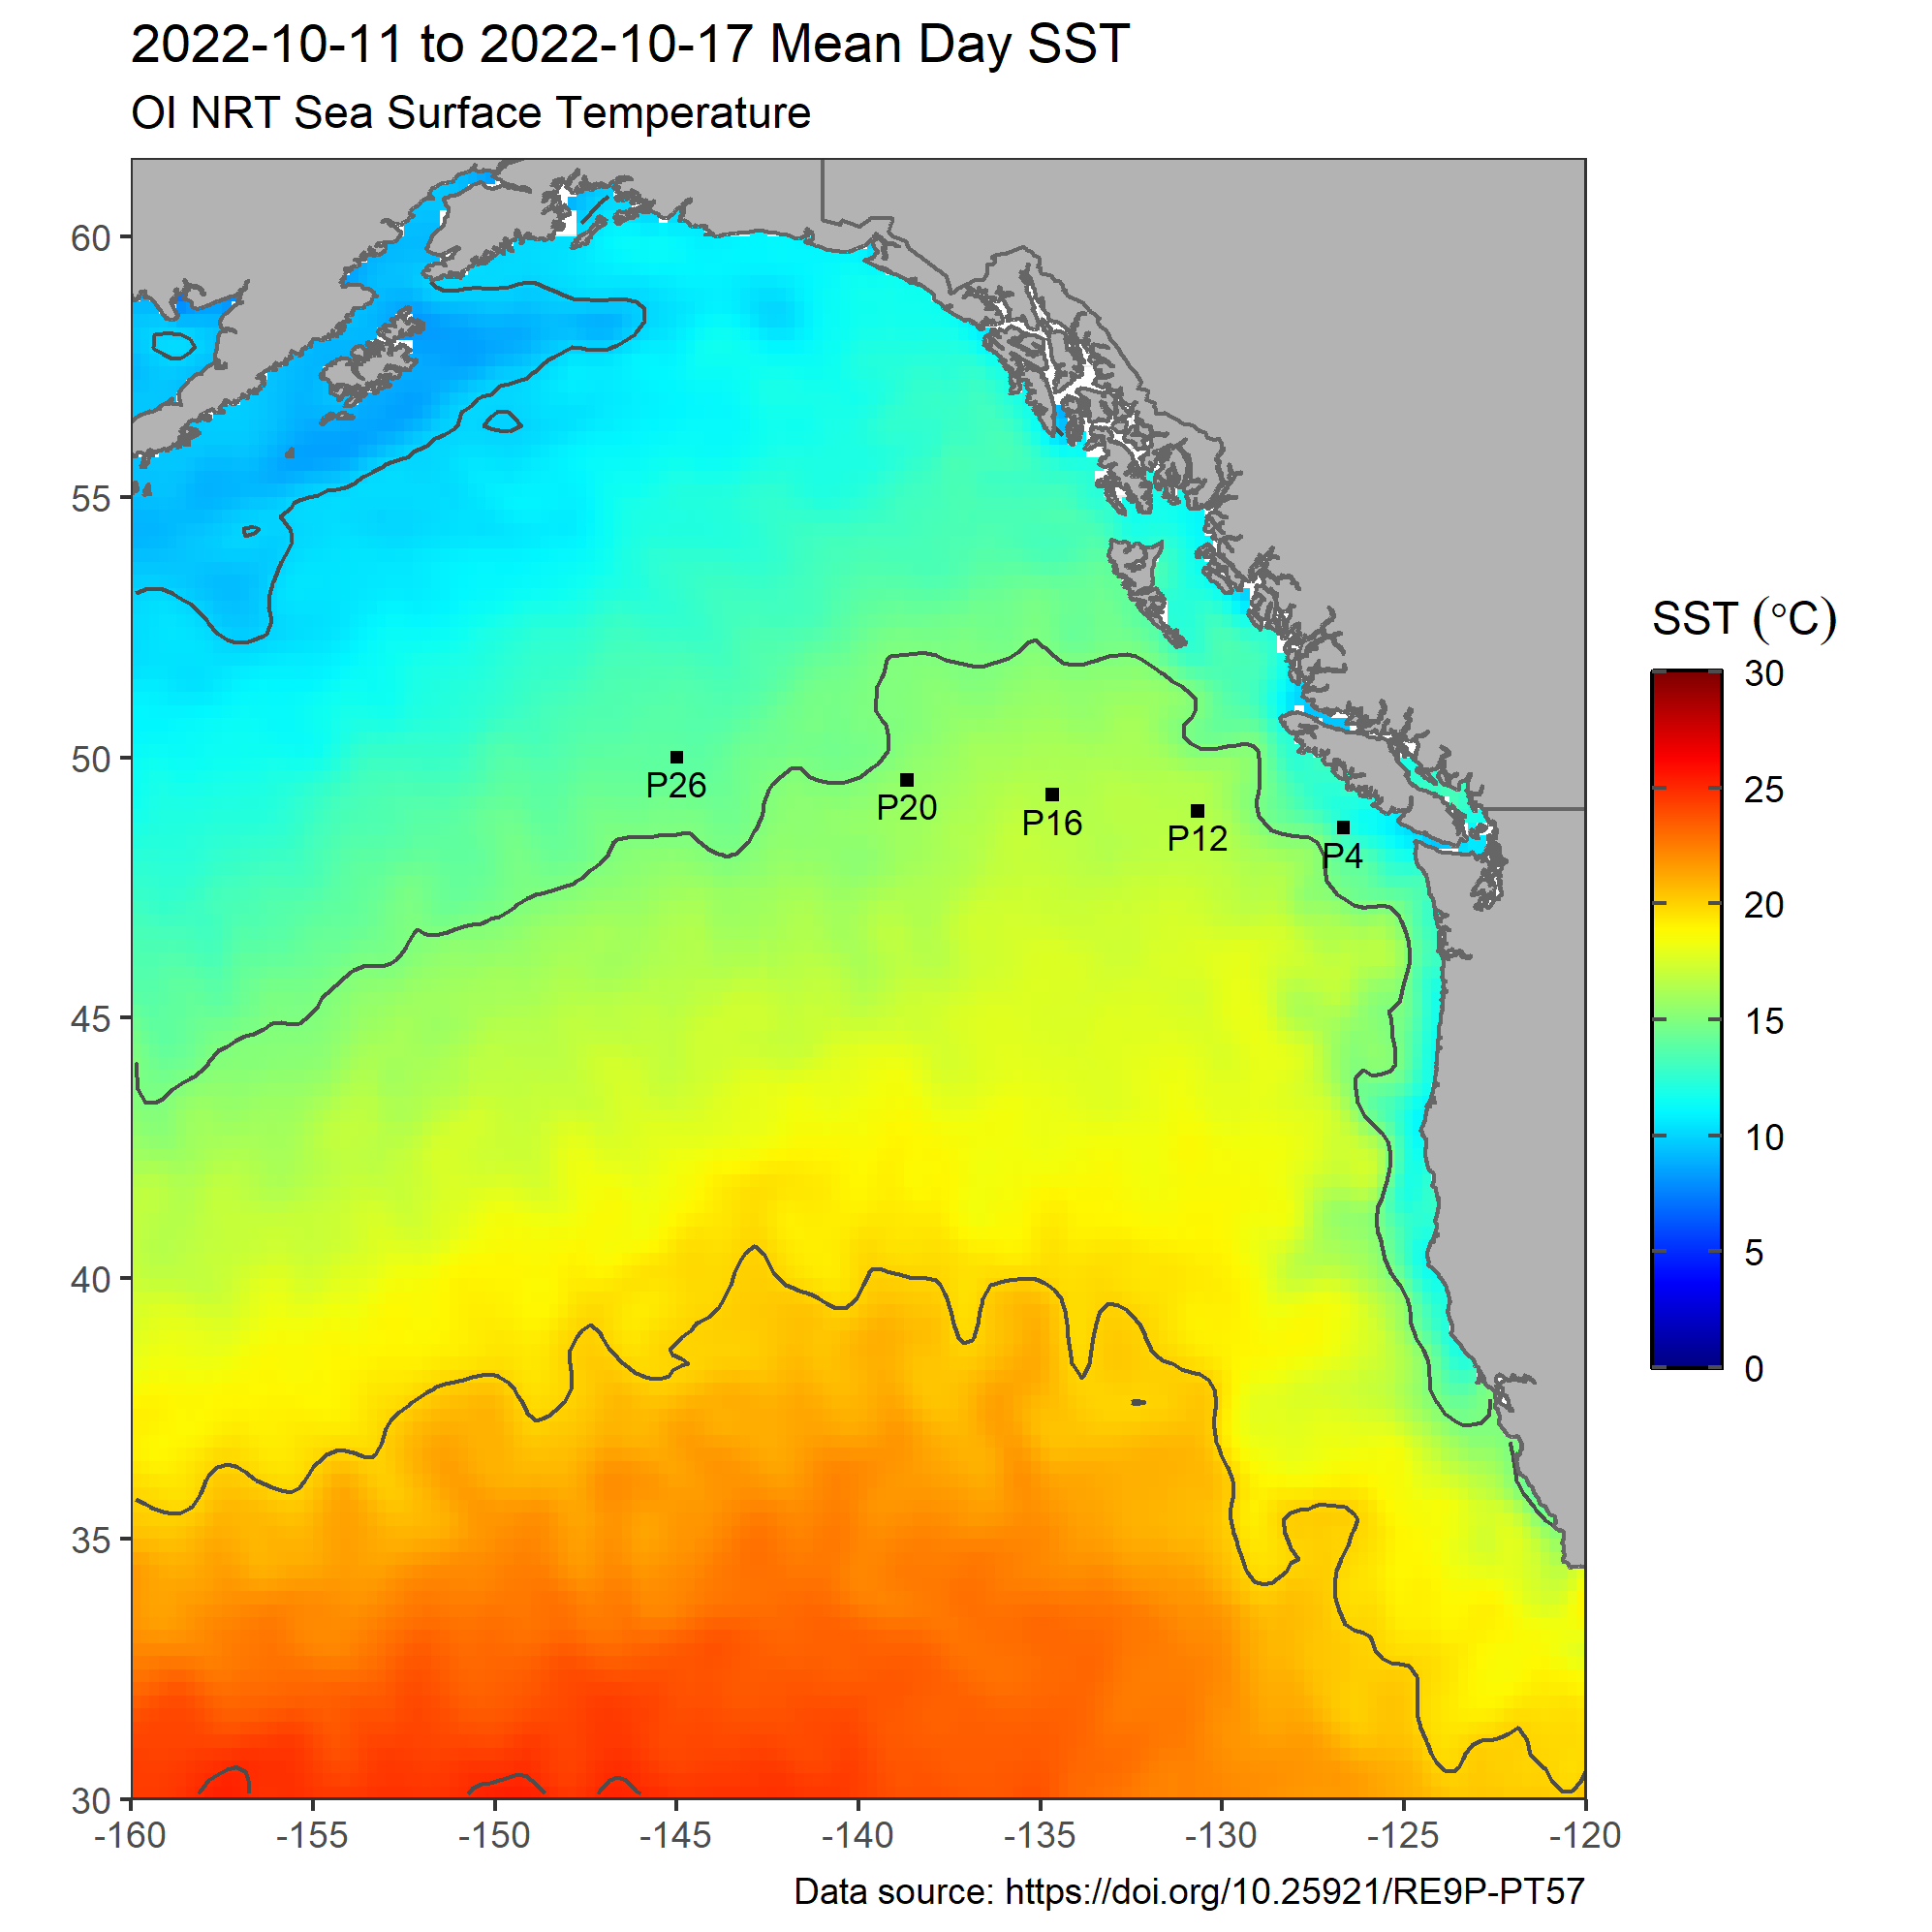 2022-10-11 to 2022-10-17 Mean Day SST
OI NRT Sea Surface Temperature
60
55
50
45
40
35
30
-160
-155
-150
-145
-140
-135
-130
-125
-120
P26
P20
P16
P12
P4
SST (°C)
30
25
20
15
10
5
0
Data source: https://doi.org/10.25921/RE9P-PT57